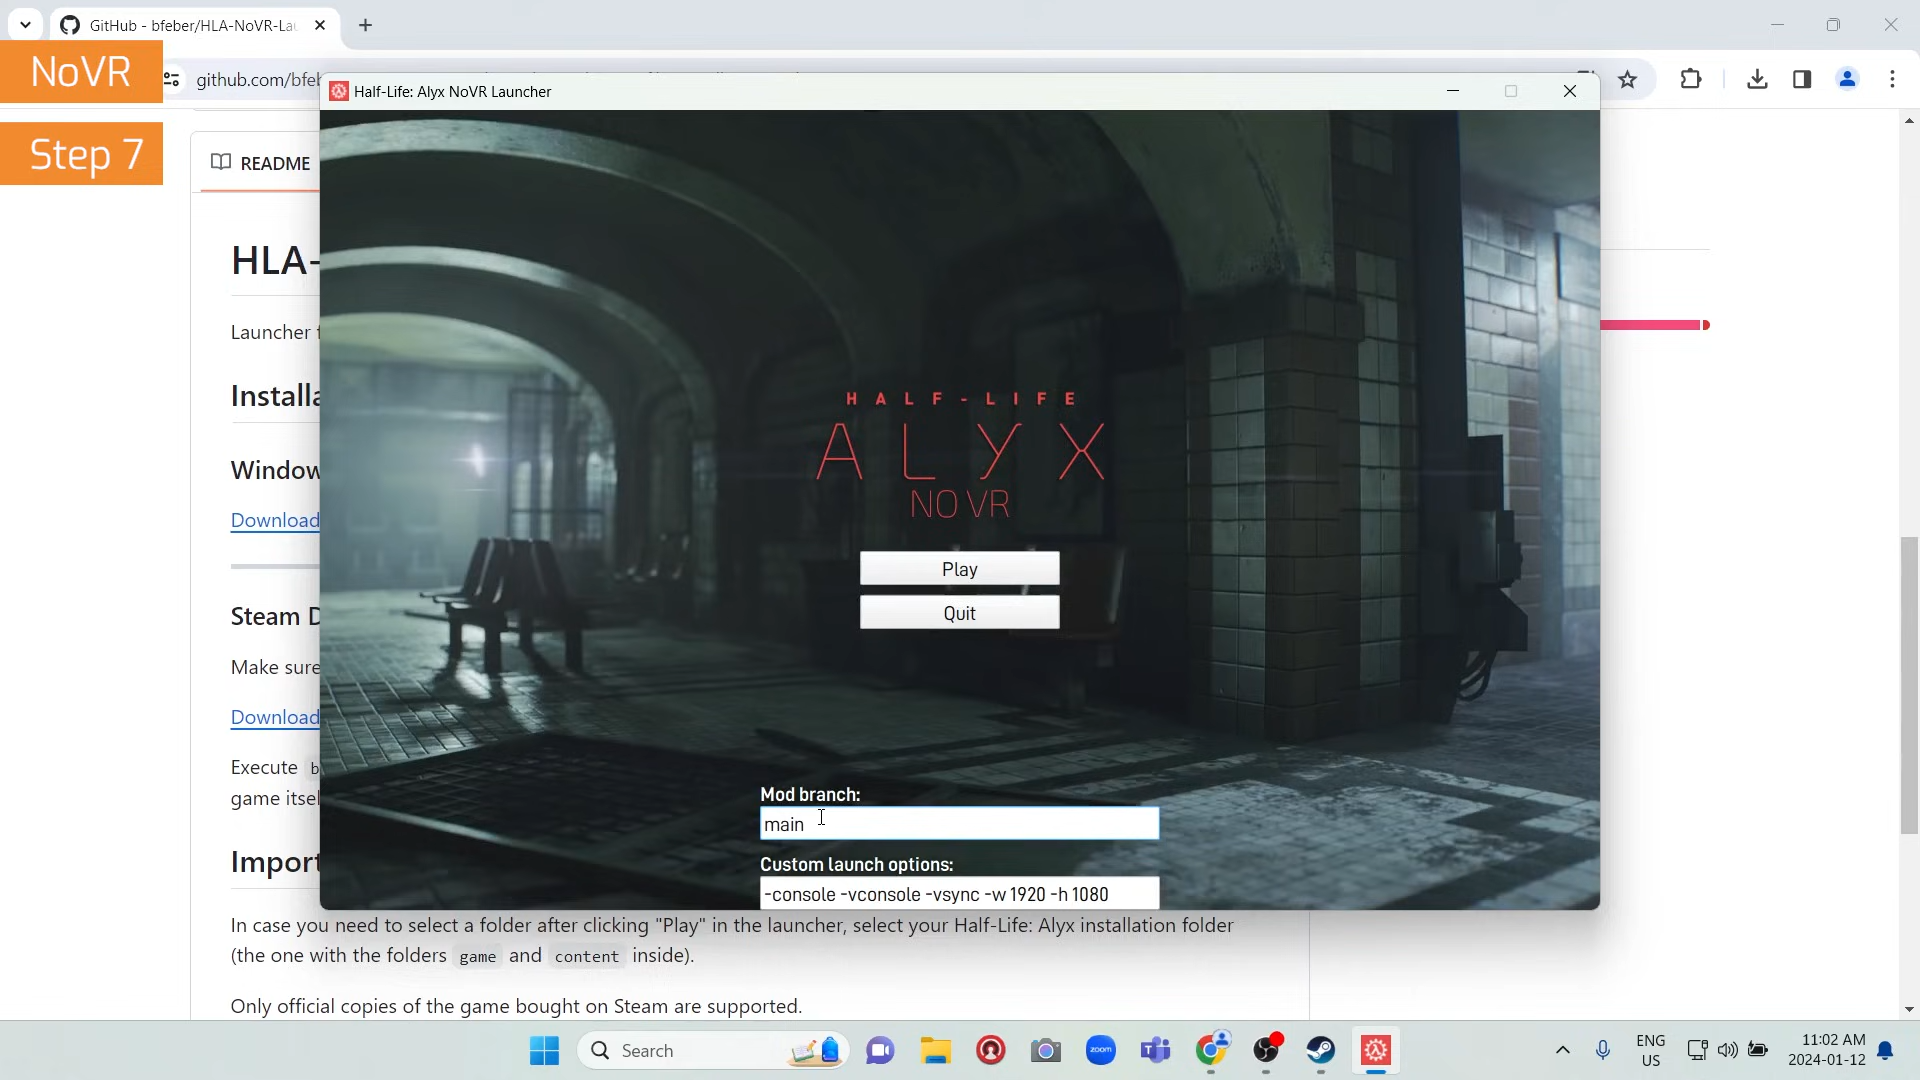 GitHub - bfeber/HLA-NoVR-La
NoVR
github.com/bfe
Half-Life: Alyx NoVR Launcher
Step 7
README
HLA-
Launcher f
Installa
Window
Download
Steam D
Make sure
Download
Execute b
game itsel
Import
HALF-LIFE
ALYX
NO VR
Play
Quit
Mod branch:
main
Custom launch options:
-console -vconsole -vsync -w 1920 -h 1080
In case you need to select a folder after clicking "Play" in the launcher, select your Half-Life: Alyx installation folder
(the one with the folders game and content inside).
Only official copies of the game bought on Steam are supported.
Search
zoom
ENG
US
11:02 AM
2024-01-12